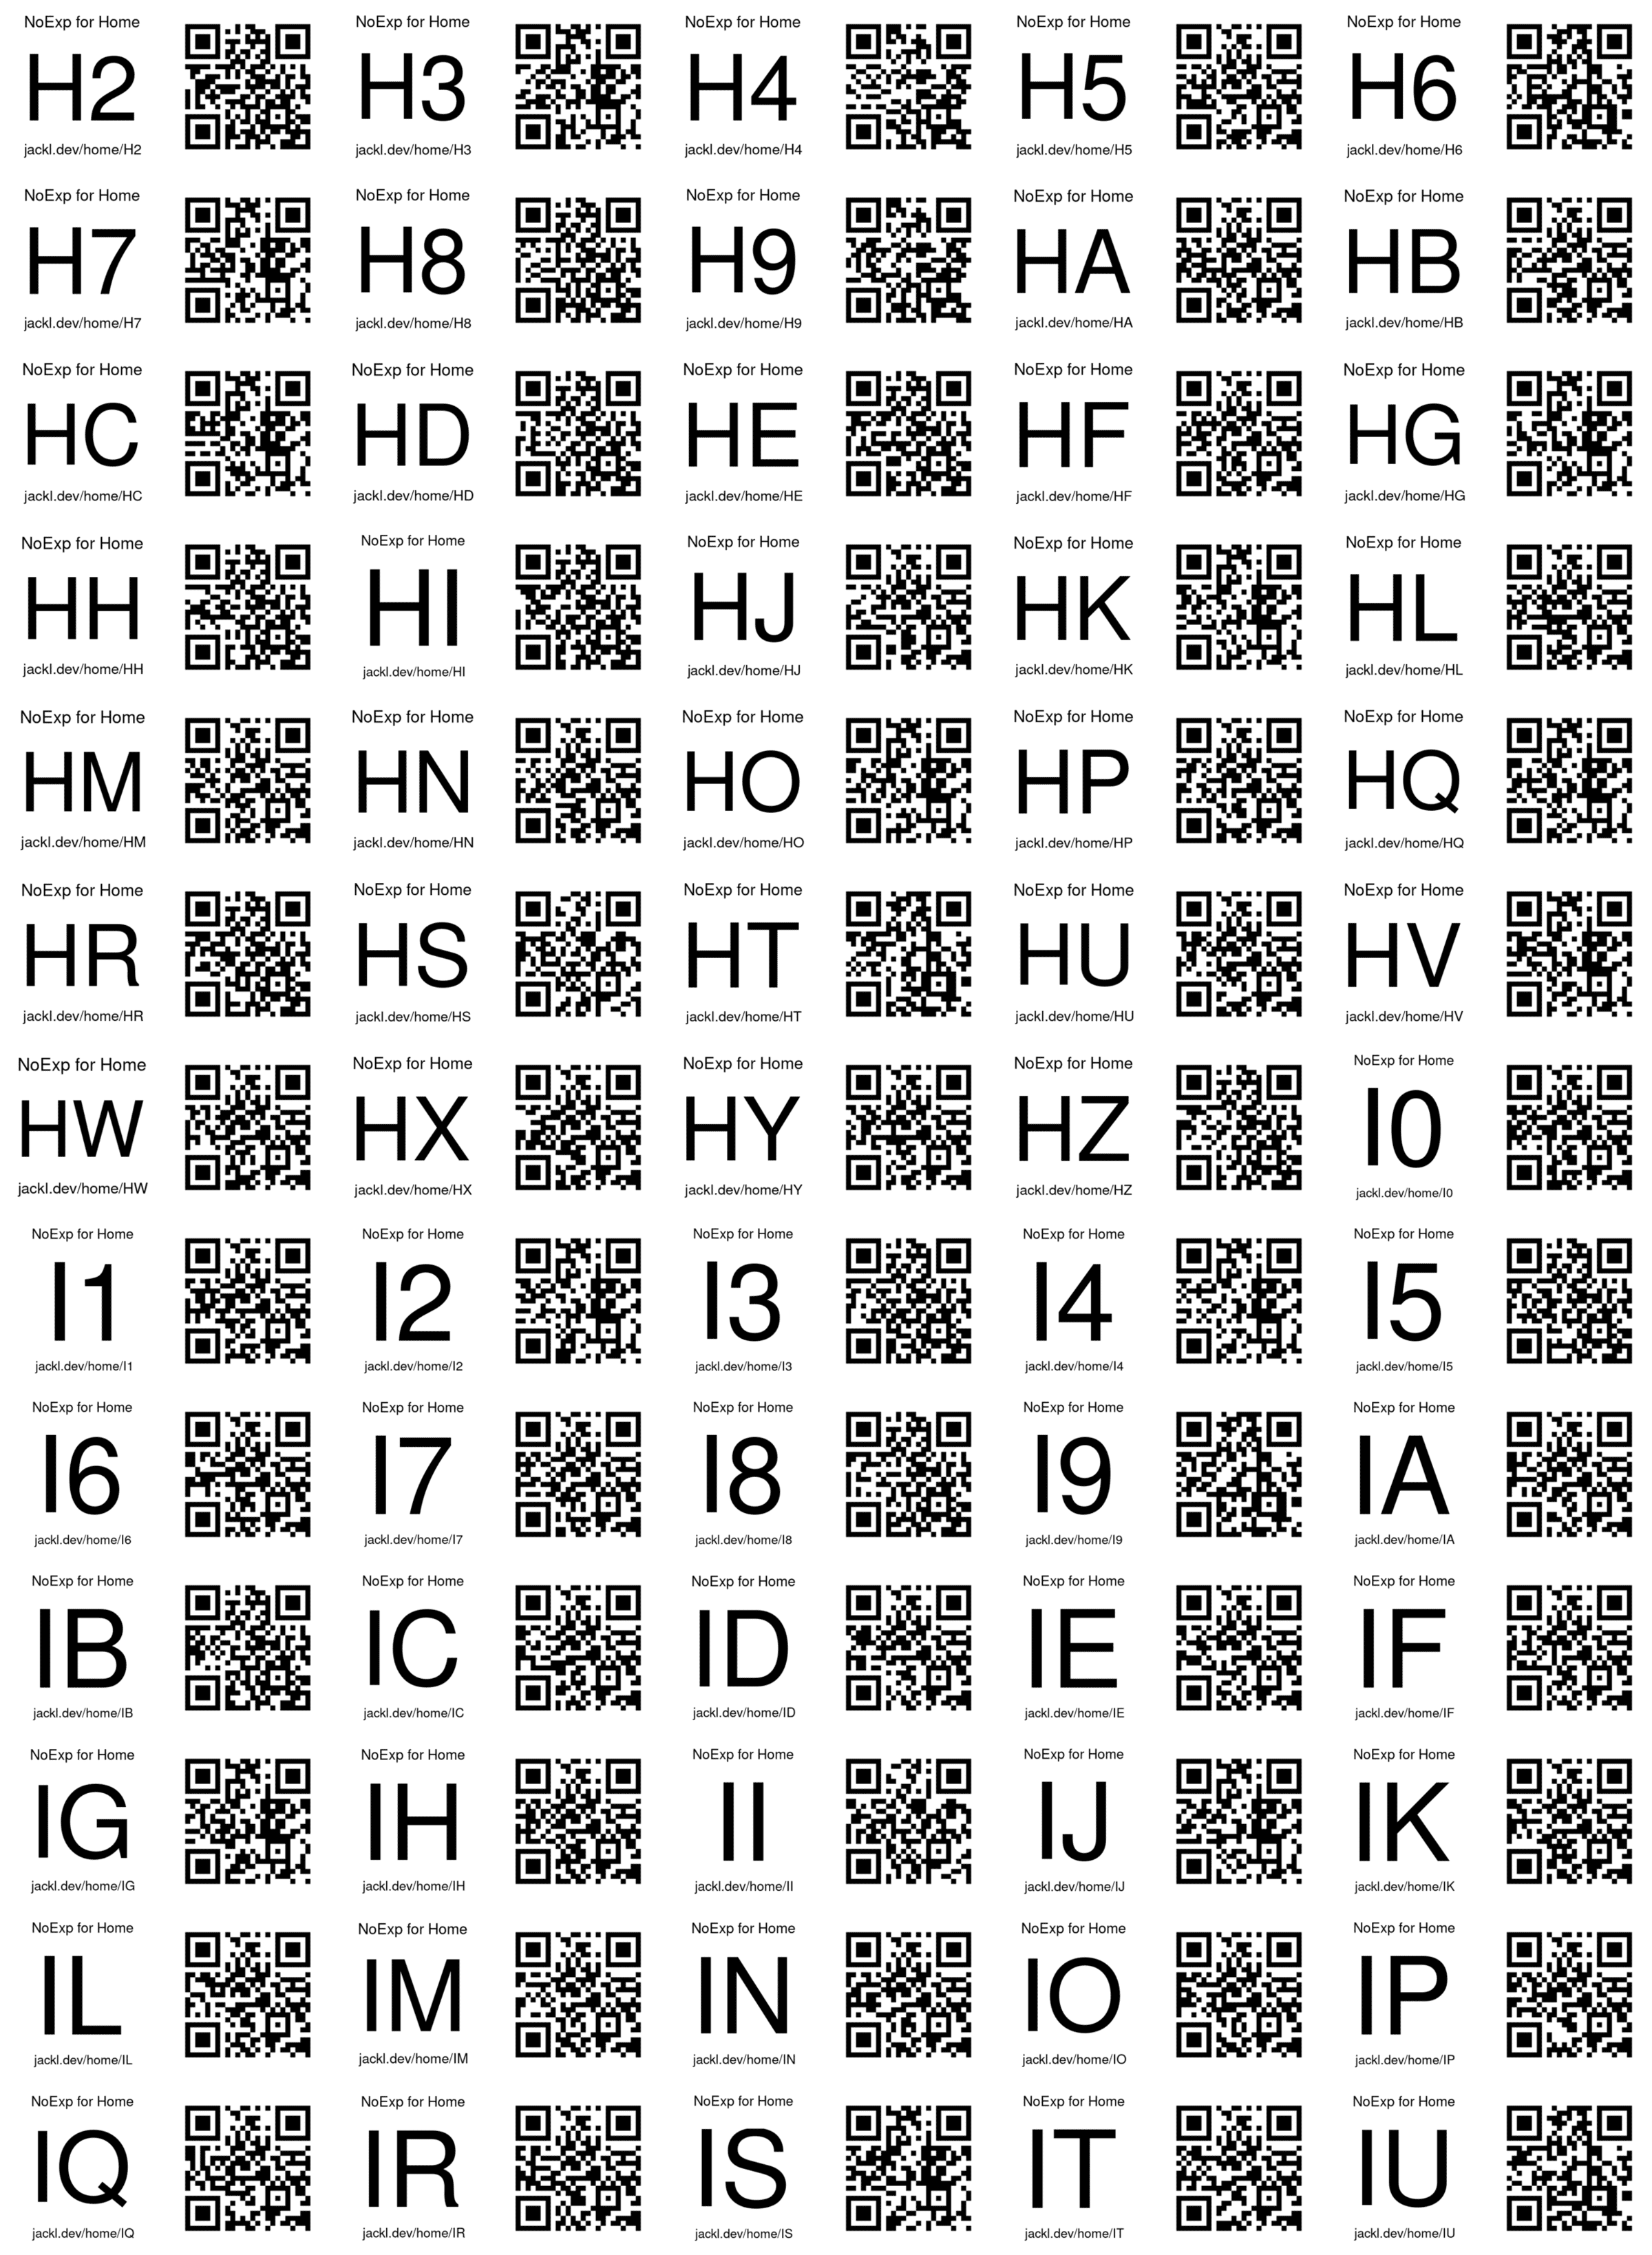 NoExp for Home
H2
jackl.dev/home/H2
NoExp for Home
H3
jackl.dev/home/H3
NoExp for Home
H4
jackl.dev/home/H4
NoExp for Home
H5
jackl.dev/home/H5
NoExp for Home
H6
jackl.dev/home/H6
NoExp for Home
H7
jackl.dev/home/H7
NoExp for Home
H8
jackl.dev/home/H8
NoExp for Home
H9
jackl.dev/home/H9
NoExp for Home
HA
jackl.dev/home/HA
NoExp for Home
HB
jackl.dev/home/HB
NoExp for Home
HC
jackl.dev/home/HC
NoExp for Home
HD
jackl.dev/home/HD
NoExp for Home
HE
jackl.dev/home/HE
NoExp for Home
HF
jackl.dev/home/HF
NoExp for Home
HG
jackl.dev/home/HG
NoExp for Home
HH
jackl.dev/home/HH
NoExp for Home
HI
jackl.dev/home/HI
NoExp for Home
HJ
jackl.dev/home/HJ
NoExp for Home
HK
jackl.dev/home/HK
NoExp for Home
HL
jackl.dev/home/HL
NoExp for Home
HM
jackl.dev/home/HM
NoExp for Home
HN
jackl.dev/home/HN
NoExp for Home
HO
jackl.dev/home/HO
NoExp for Home
HP
jackl.dev/home/HP
NoExp for Home
HQ
jackl.dev/home/HQ
NoExp for Home
HR
jackl.dev/home/HR
NoExp for Home
HS
jackl.dev/home/HS
NoExp for Home
HT
jackl.dev/home/HT
NoExp for Home
HU
jackl.dev/home/HU
NoExp for Home
HV
jackl.dev/home/HV
NoExp for Home
HW
jackl.dev/home/HW
NoExp for Home
HX
jackl.dev/home/HX
NoExp for Home
HY
jackl.dev/home/HY
NoExp for Home
HZ
jackl.dev/home/HZ
NoExp for Home
I0
jackl.dev/home/I0
NoExp for Home
I1
jackl.dev/home/I1
NoExp for Home
I2
jackl.dev/home/I2
NoExp for Home
I3
jackl.dev/home/I3
NoExp for Home
I4
jackl.dev/home/I4
NoExp for Home
I5
jackl.dev/home/I5
NoExp for Home
I6
jackl.dev/home/I6
NoExp for Home
I7
jackl.dev/home/I7
NoExp for Home
I8
jackl.dev/home/I8
NoExp for Home
I9
jackl.dev/home/I9
NoExp for Home
IA
jackl.dev/home/IA
NoExp for Home
IB
jackl.dev/home/IB
NoExp for Home
IC
jackl.dev/home/IC
NoExp for Home
ID
jackl.dev/home/ID
NoExp for Home
IE
jackl.dev/home/IE
NoExp for Home
IF
jackl.dev/home/IF
NoExp for Home
IG
jackl.dev/home/IG
NoExp for Home
IH
jackl.dev/home/IH
NoExp for Home
II
jackl.dev/home/II
NoExp for Home
IJ
jackl.dev/home/IJ
NoExp for Home
IK
jackl.dev/home/IK
NoExp for Home
IL
jackl.dev/home/IL
NoExp for Home
IM
jackl.dev/home/IM
NoExp for Home
IN
jackl.dev/home/IN
NoExp for Home
IO
jackl.dev/home/IO
NoExp for Home
IP
jackl.dev/home/IP
NoExp for Home
IQ
jackl.dev/home/IQ
NoExp for Home
IR
jackl.dev/home/IR
NoExp for Home
IS
jackl.dev/home/IS
NoExp for Home
IT
jackl.dev/home/IT
NoExp for Home
IU
jackl.dev/home/IU